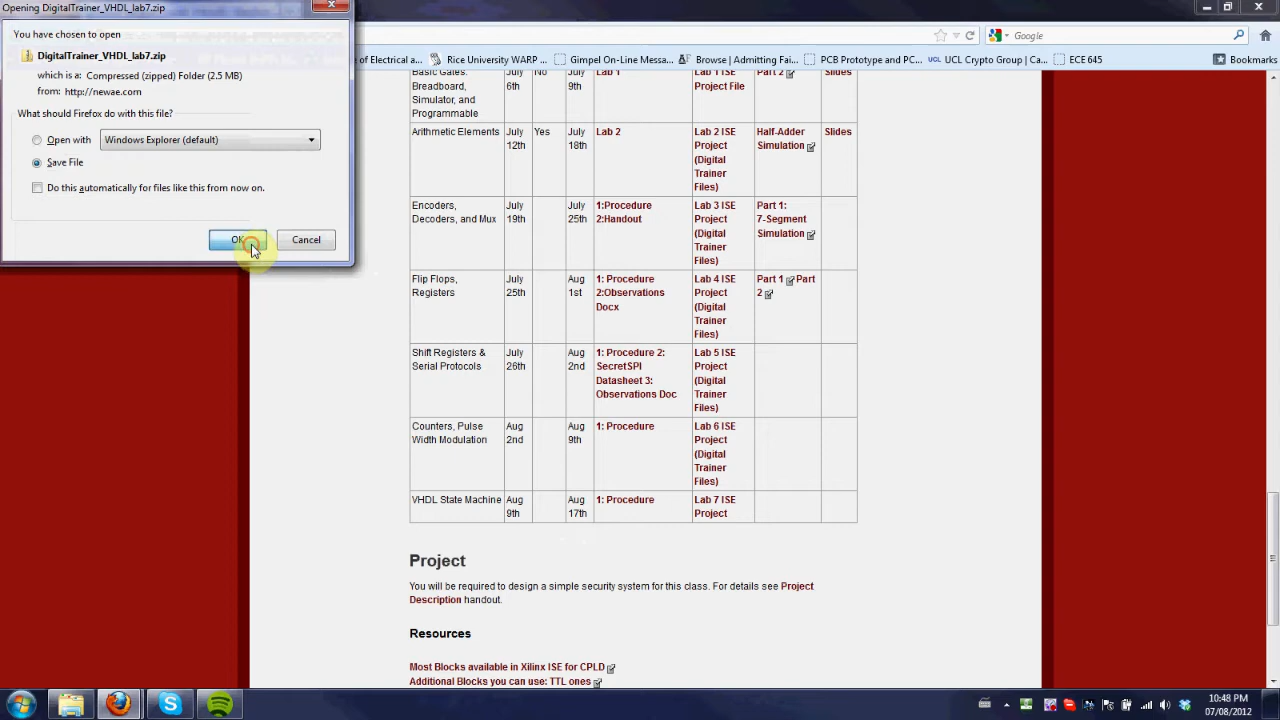 Opening DigitalTrainer_VHDL_lab7.zip
You have chosen to open
DigitalTrainer_VHDL_lab7.zip
which is a: Compressed (zipped) Folder (2.5 MB)
from: http://newae.com
What should Firefox do with this file?
Open with Windows Explorer (default)
Save File
Do this automatically for files like this from now on.
OK Cancel
Google
of Electrical a... Rice University WARP ... Gimpel On-Line Messa... Browse | Admitting Fai... PCB Prototype and PC... UCL UCL Crypto Group | Ca... ECE 645 Bookmarks
Basic Gates: July No July Lab 1 Lab 1 ISE Part 2 Slides
Breadboard, 6th 9th Project File
Simulator, and
Programmable
Arithmetic Elements July Yes July Lab 2 Lab 2 ISE Half-Adder Slides
12th 18th Project Simulation
(Digital
Trainer
Files)
Encoders, July July 1:Procedure Lab 3 ISE Part 1:
Decoders, and Mux 19th 25th 2:Handout Project 7-Segment
(Digital Simulation
Trainer
Files)
Flip Flops, July Aug 1: Procedure Lab 4 ISE Part 1 Part
Registers 25th 1st 2:Observations Project 2
Docx (Digital
Trainer
Files)
Shift Registers & July Aug 1: Procedure 2: Lab 5 ISE
Serial Protocols 26th 2nd SecretSPI Project
Datasheet 3: (Digital
Observations Doc Trainer
Files)
Counters, Pulse Aug Aug 1: Procedure Lab 6 ISE
Width Modulation 2nd 9th Project
(Digital
Trainer
Files)
VHDL State Machine Aug Aug 1: Procedure Lab 7 ISE
9th 17th Project
Project
You will be required to design a simple security system for this class. For details see Project
Description handout.
Resources
Most Blocks available in Xilinx ISE for CPLD
Additional Blocks you can use: TTL ones
10:48 PM
07/08/2012